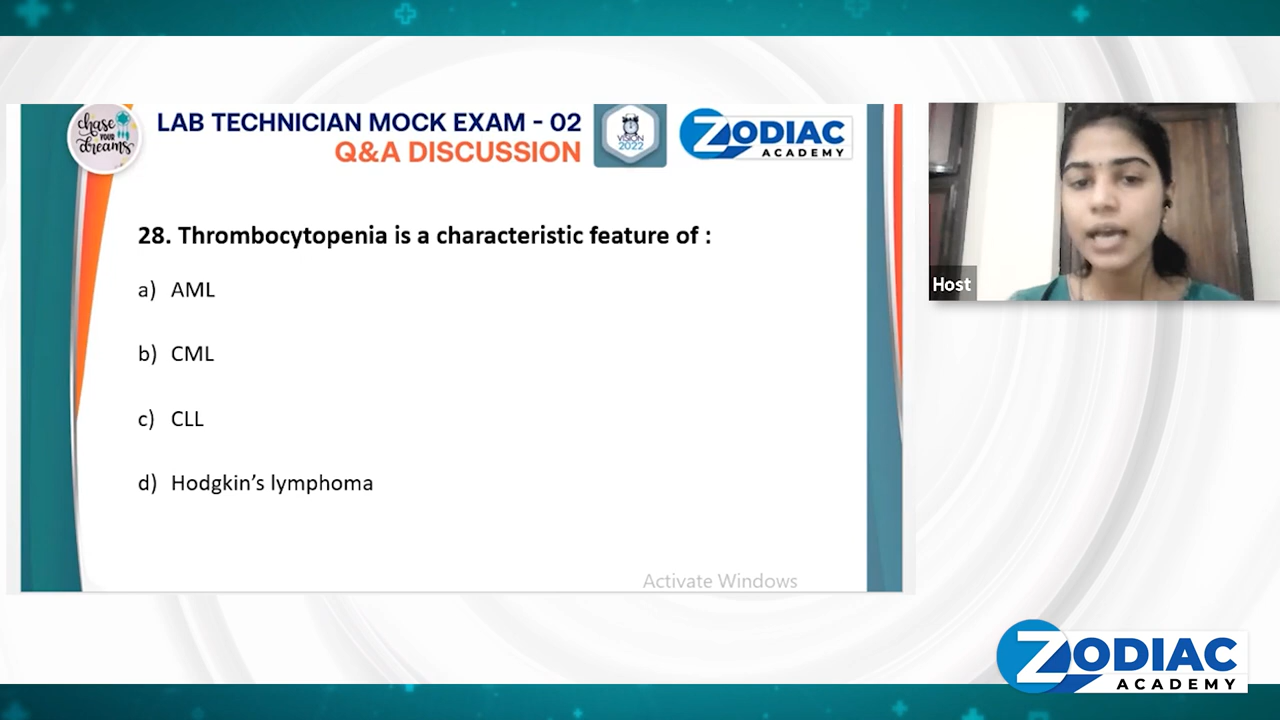 chase
YOUR
dreams
LAB TECHNICIAN MOCK EXAM - 02
Q&A DISCUSSION
VISION
2022
ZODIAC
ACADEMY
28. Thrombocytopenia is a characteristic feature of :
a) AML
b) CML
c) CLL
d) Hodgkin’s lymphoma
Activate Windows
Host
ZODIAC
ACADEMY